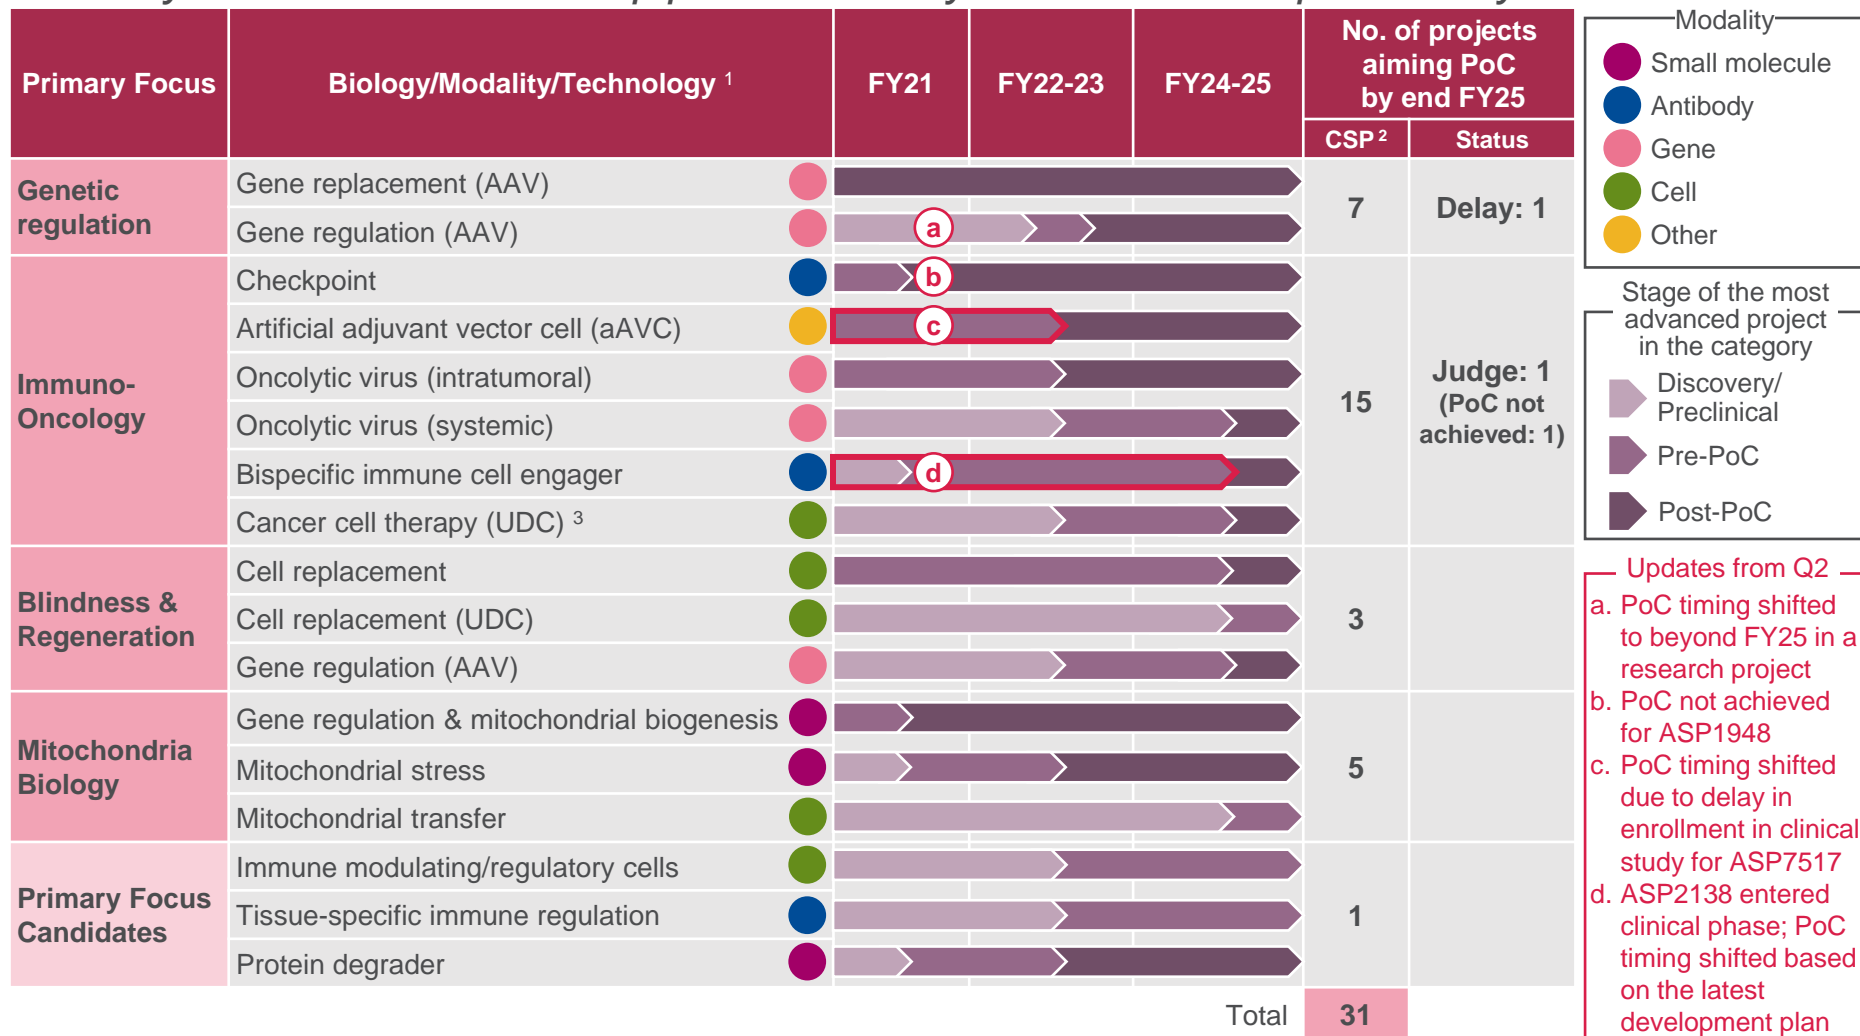 Primary Focus
Biology/Modality/Technology 1
FY21
FY22-23
FY24-25
No. of projects
aiming PoC
by end FY25
CSP 2
Status
Genetic
regulation
Gene replacement (AAV)
Gene regulation (AAV)
a
7
Delay: 1
Immuno-
Oncology
Checkpoint
b
Artificial adjuvant vector cell (aAVC)
c
Oncolytic virus (intratumoral)
Oncolytic virus (systemic)
Bispecific immune cell engager
d
Cancer cell therapy (UDC) 3
15
Judge: 1
(PoC not
achieved: 1)
Blindness &
Regeneration
Cell replacement
Cell replacement (UDC)
Gene regulation (AAV)
3
Mitochondria
Biology
Gene regulation & mitochondrial biogenesis
Mitochondrial stress
Mitochondrial transfer
5
Primary Focus
Candidates
Immune modulating/regulatory cells
Tissue-specific immune regulation
Protein degrader
1
Total
31
Modality
Small molecule
Antibody
Gene
Cell
Other
Stage of the most
advanced project
in the category
Discovery/
Preclinical
Pre-PoC
Post-PoC
Updates from Q2
a. PoC timing shifted
to beyond FY25 in a
research project
b. PoC not achieved
for ASP1948
c. PoC timing shifted
due to delay in
enrollment in clinical
study for ASP7517
d. ASP2138 entered
clinical phase; PoC
timing shifted based
on the latest
development plan